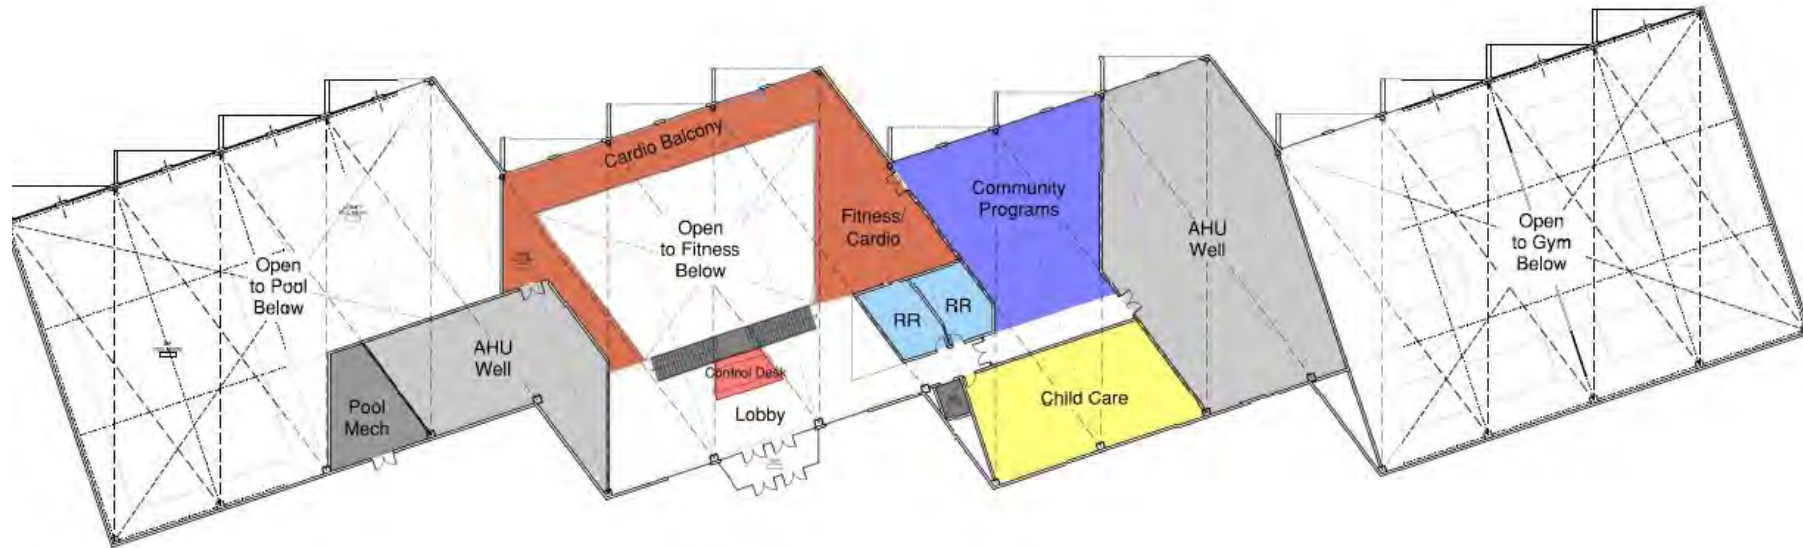 Cardio Balcony
Community
Programs
Fitness/
Cardio
Open
to Fitness
Below
AHU
Well
Open
to Gym
Below
Open
to Pool
Below
RR
RR
AHU
Well
Control Desk
Child Care
Lobby
Pool
Mech